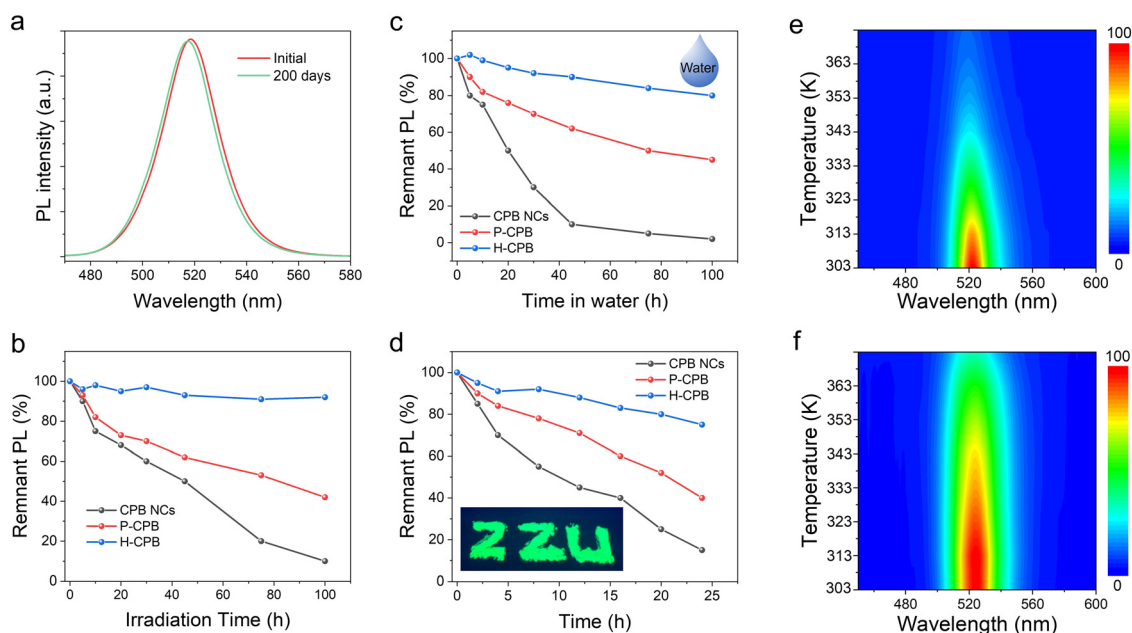 a
PL intensity (a.u.)
Initial
200 days
480 500 520 540 560 580
Wavelength (nm)
b
Remnant PL (%)
100
80
60
40
20
0
CPB NCs
P-CPB
H-CPB
0 20 40 60 80 100
Irradiation Time (h)
c
Remnant PL (%)
100
80
60
40
20
0
Water
CPB NCs
P-CPB
H-CPB
0 20 40 60 80 100
Time in water (h)
d
Remnant PL (%)
100
80
60
40
20
0
CPB NCs
P-CPB
H-CPB
ZZU
0 5 10 15 20 25
Time (h)
e
Temperature (K)
363
353
343
333
323
313
303
480 520 560 600
Wavelength (nm)
100
0
f
Temperature (K)
363
353
343
333
323
313
303
480 520 560 600
Wavelength (nm)
100
0